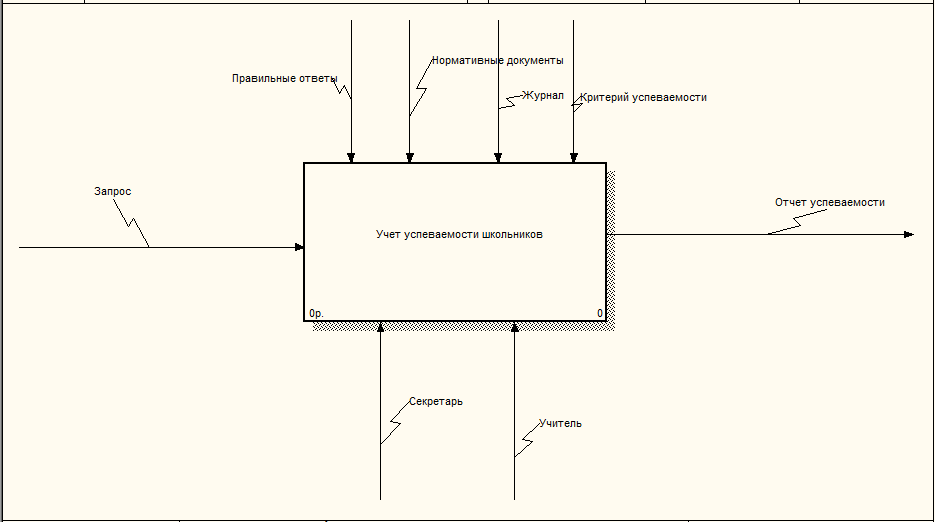 Нормативные документы
Правильные ответы
Журнал
Критерий успеваемости
Запрос
Отчет успеваемости
Учет успеваемости школьников
0р.
0
Секретарь
Учитель